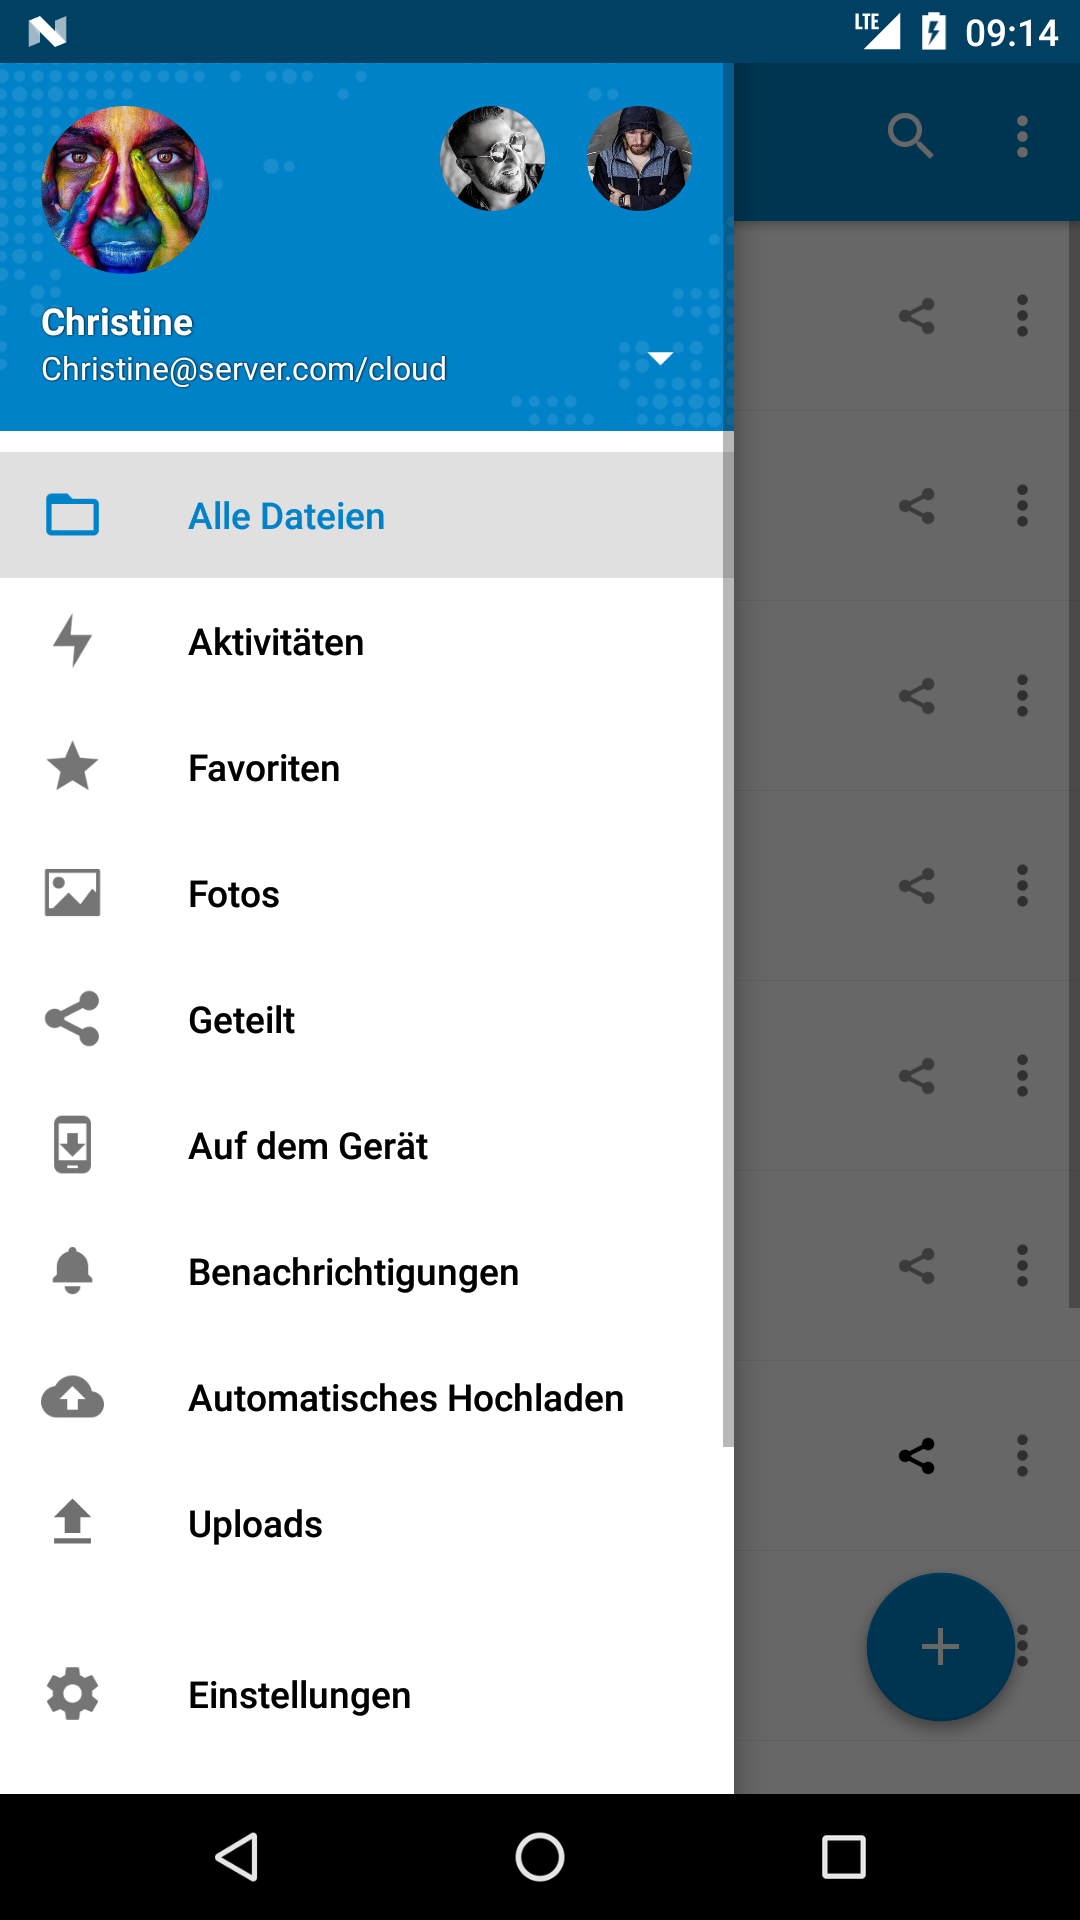 LTE 09:14
Christine
Christine@server.com/cloud
Alle Dateien
Aktivitäten
Favoriten
Fotos
Geteilt
Auf dem Gerät
Benachrichtigungen
Automatisches Hochladen
Uploads
Einstellungen